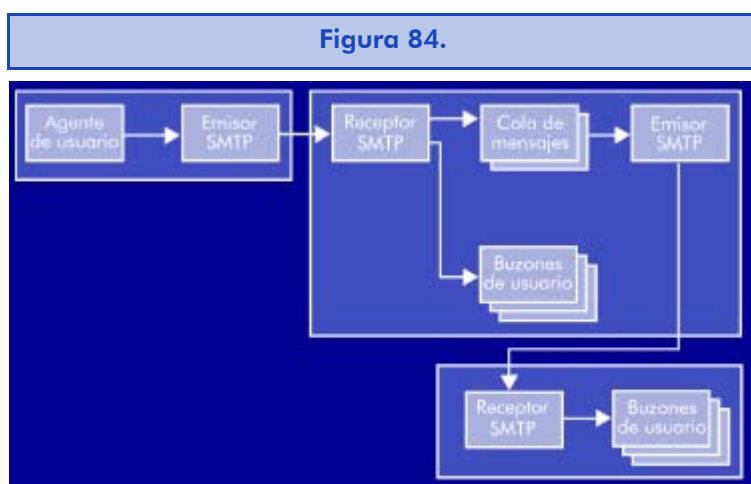 Figura 84.
Agente
de usuario
Emisor
SMTP
Receptor
SMTP
Cola de
mensajes
Emisor
SMTP
Buzones
de usuario
Receptor
SMTP
Buzones
de usuario